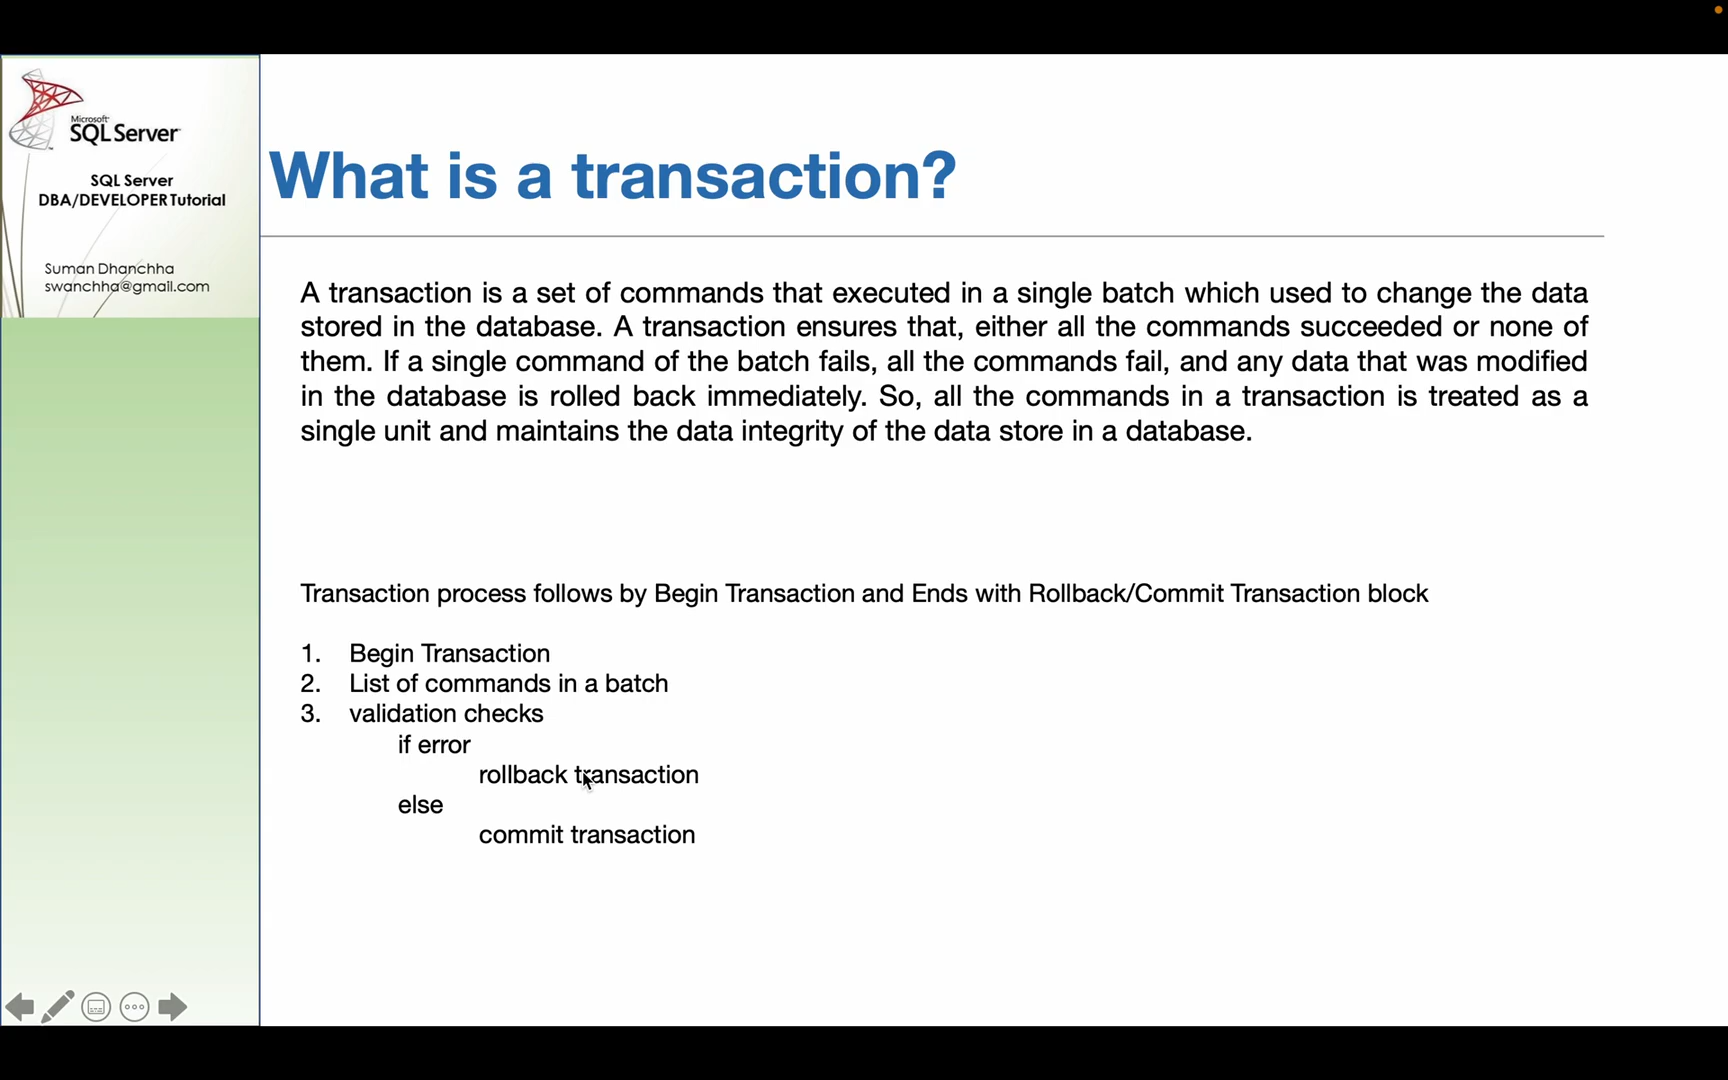 Microsoft
SQL Server
SQL Server
DBA/DEVELOPER Tutorial
Suman Dhanchha
swanchha@gmail.com
What is a transaction?
A transaction is a set of commands that executed in a single batch which used to change the data
stored in the database. A transaction ensures that, either all the commands succeeded or none of
them. If a single command of the batch fails, all the commands fail, and any data that was modified
in the database is rolled back immediately. So, all the commands in a transaction is treated as a
single unit and maintains the data integrity of the data store in a database.
Transaction process follows by Begin Transaction and Ends with Rollback/Commit Transaction block
1. Begin Transaction
2. List of commands in a batch
3. validation checks
if error
rollback transaction
else
commit transaction